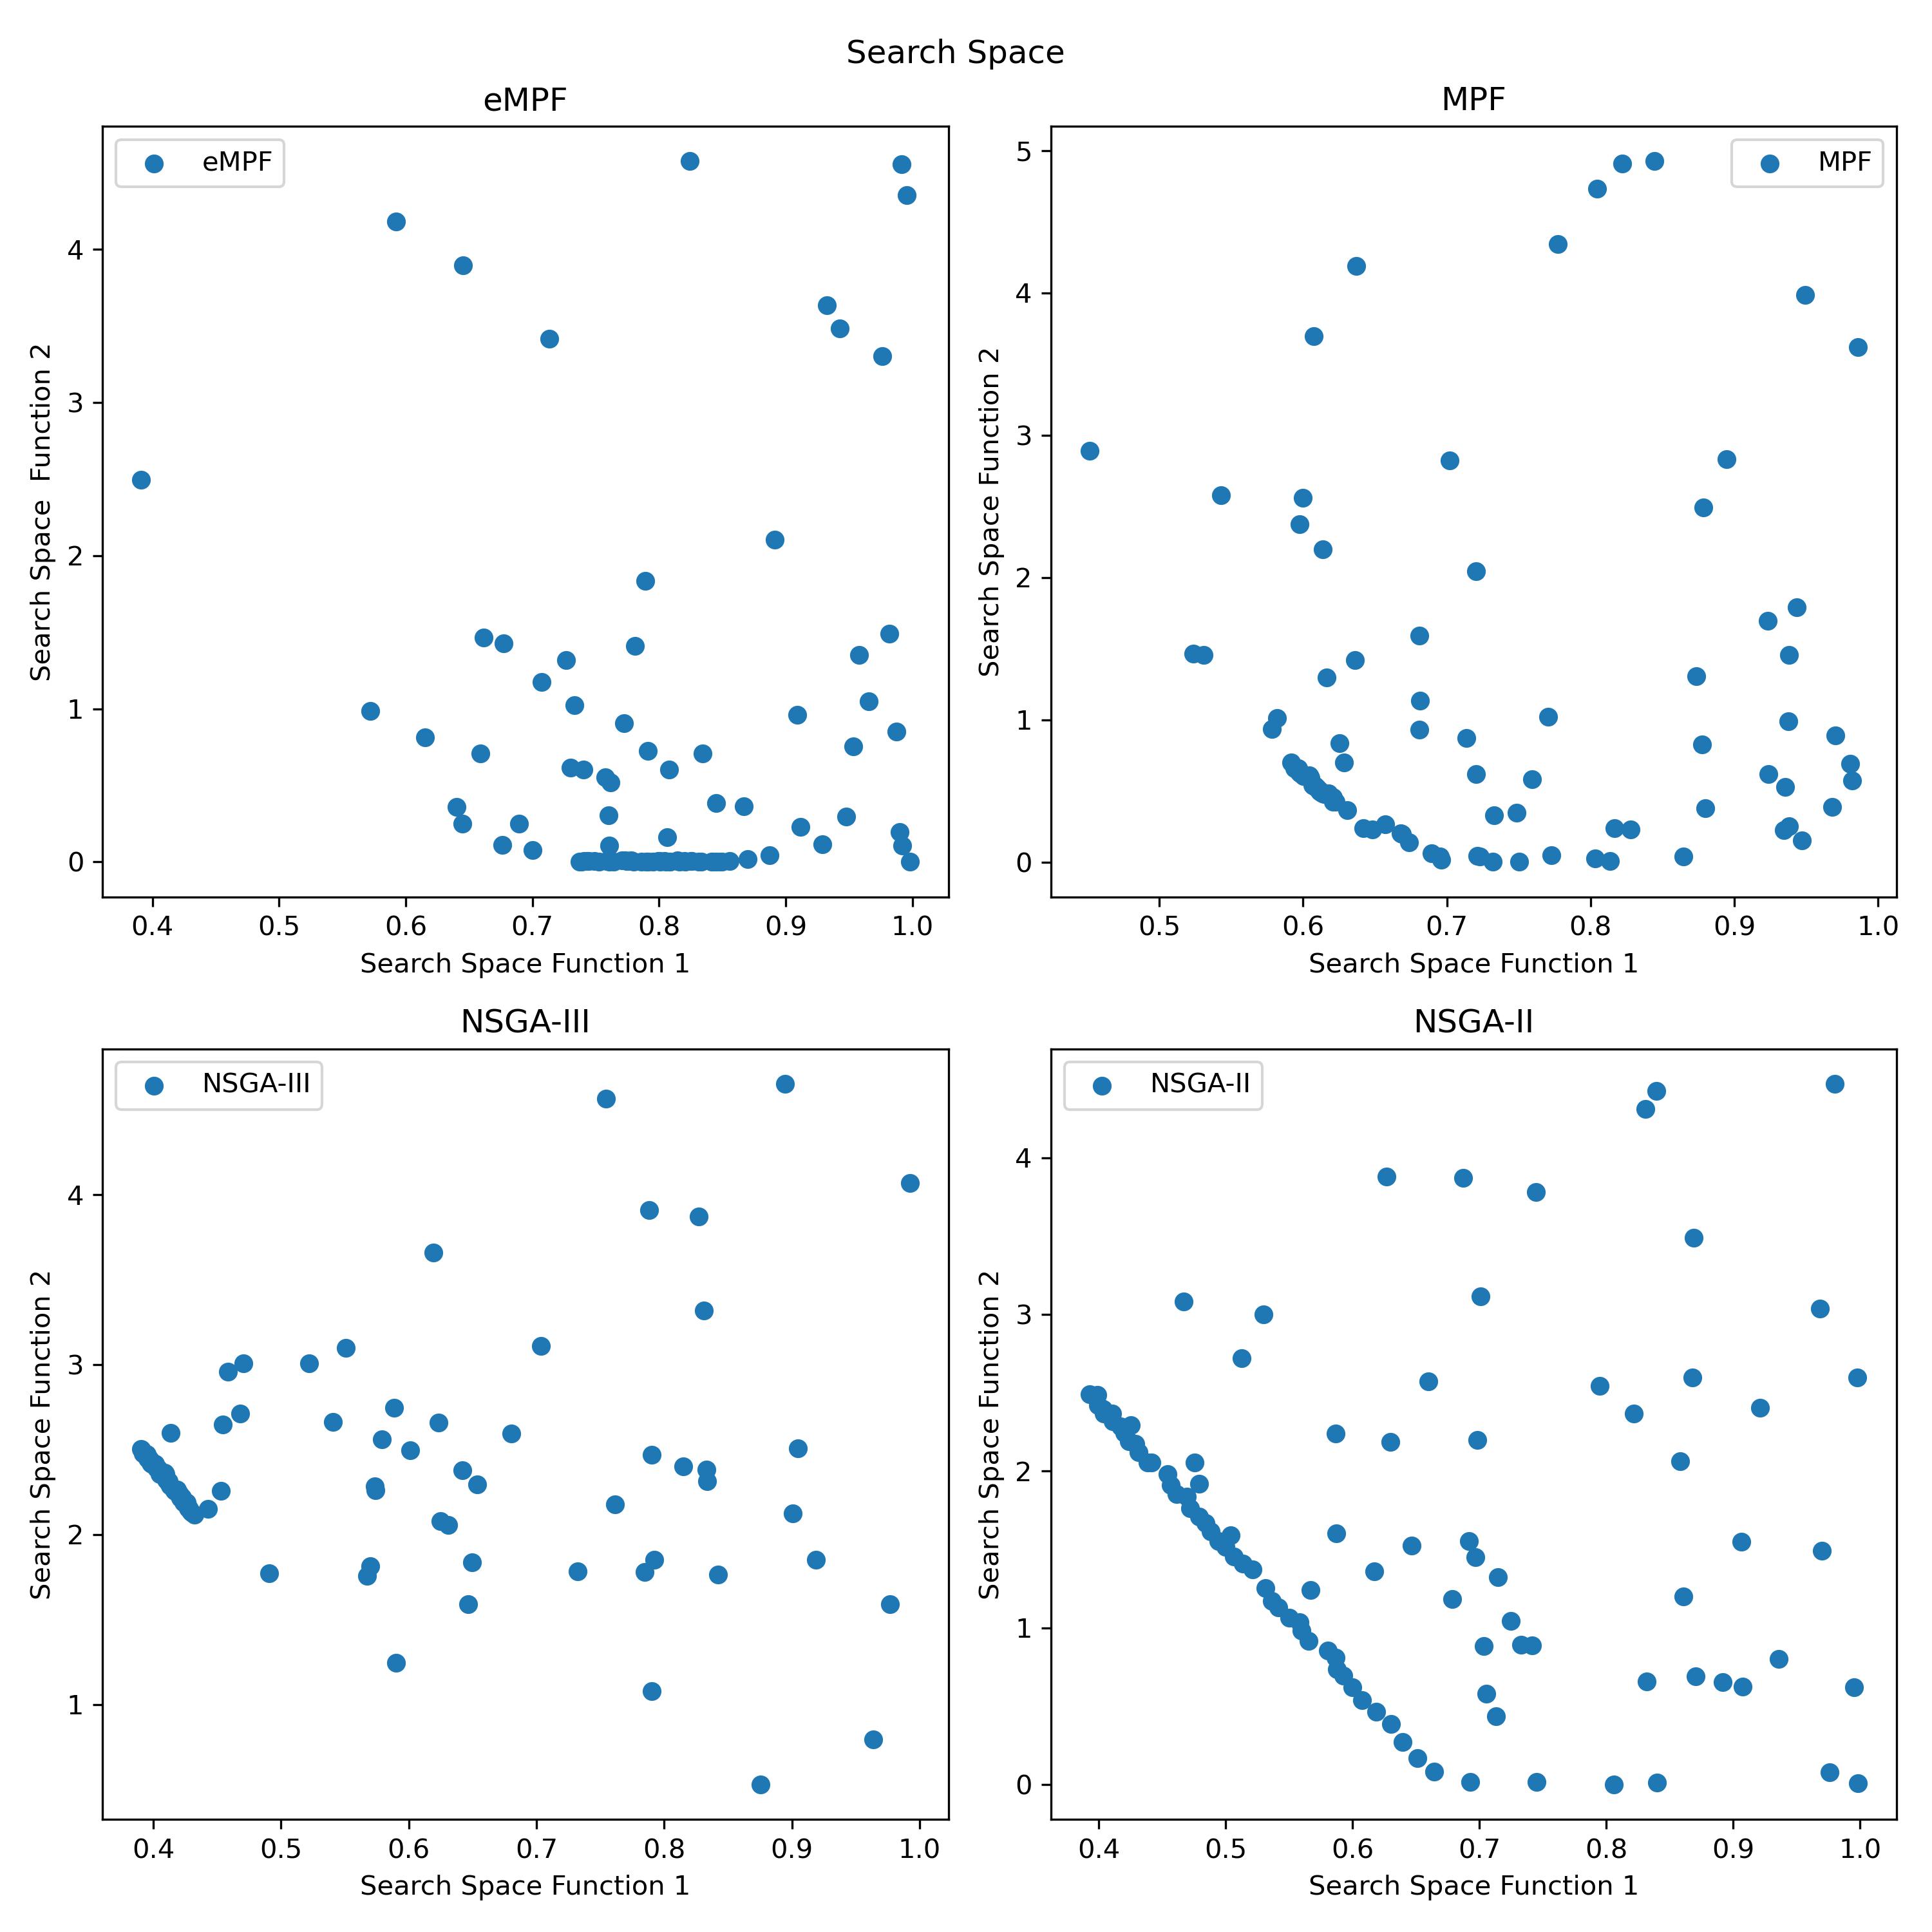 Search Space
eMPF
MPF
eMPF
MPF
Search Space  Function 2
4
3
2
1
0
0.4 0.5 0.6 0.7 0.8 0.9 1.0
Search Space Function 1
Search Space Function 2
5
4
3
2
1
0
0.5 0.6 0.7 0.8 0.9 1.0
Search Space Function 1
NSGA-III
NSGA-II
NSGA-III
NSGA-II
Search Space Function 2
4
3
2
1
0.4 0.5 0.6 0.7 0.8 0.9 1.0
Search Space Function 1
Search Space Function 2
4
3
2
1
0
0.4 0.5 0.6 0.7 0.8 0.9 1.0
Search Space Function 1